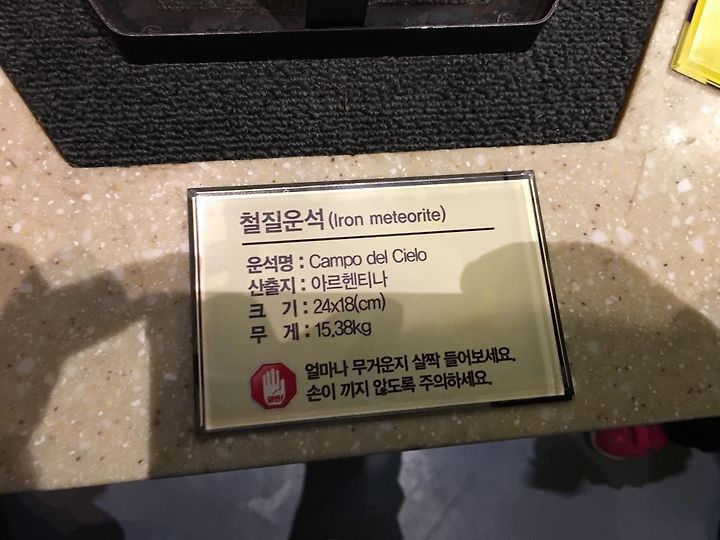 철질운석 (Iron meteorite)
운석명 : Campo del Cielo
산출지 : 아르헨티나
크 기 : 24x18(cm)
무 게 : 15.38kg
얼마나 무거운지 살짝 들어보세요.
손이 끼지 않도록 주의하세요.